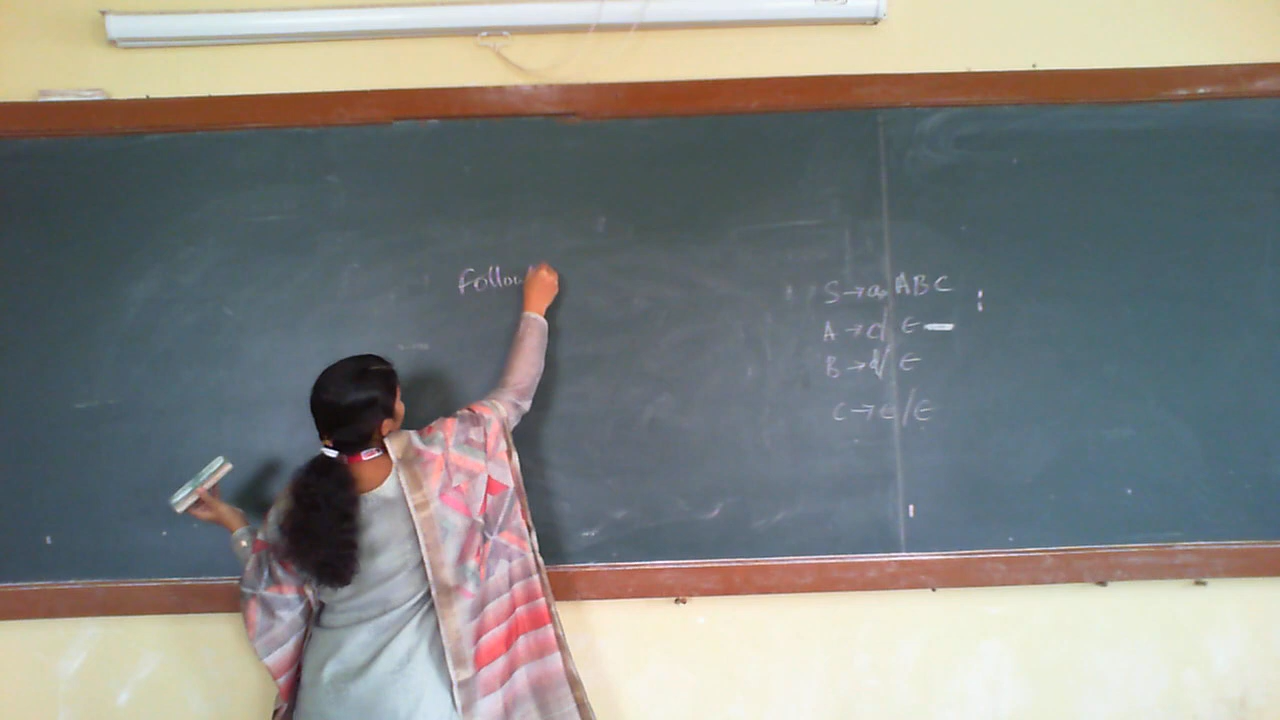 Follow
S→a ABC
A→d/ ϵ
B→d/ ϵ
C→e/ϵ